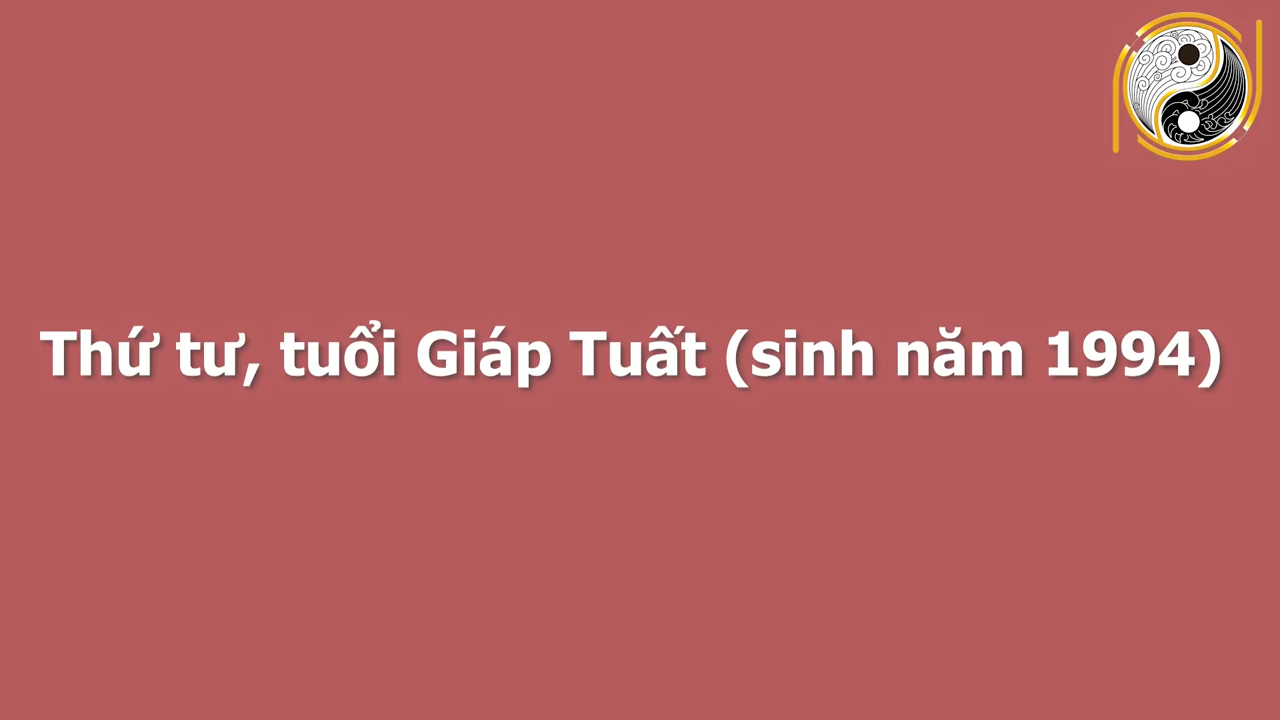 Thứ tư, tuổi Giáp Tuất (sinh năm 1994)